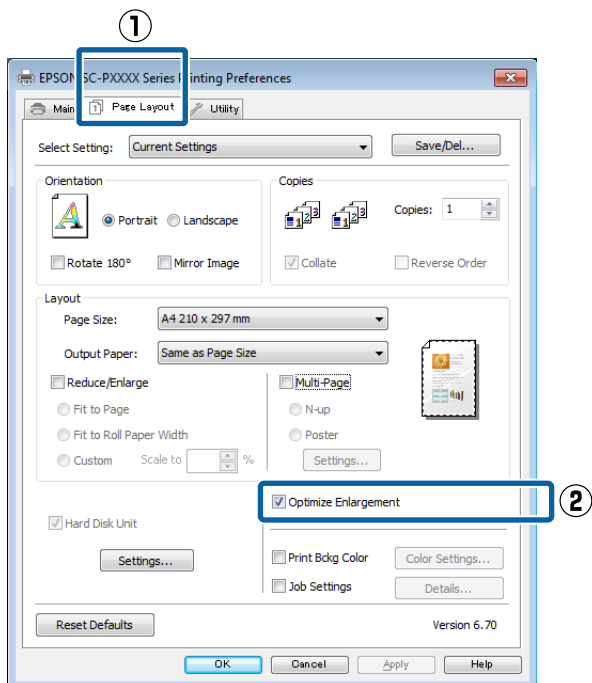 ①
EPSON SC-PXXXX Series Printing Preferences
Main
Page Layout
Utility
Select Setting: Current Settings Save/Del...
Orientation
Portrait Landscape
Rotate 180° Mirror Image
Copies
Copies: 1
Collate Reverse Order
Layout
Page Size: A4 210 x 297 mm
Output Paper: Same as Page Size
Reduce/Enlarge
Fit to Page
Fit to Roll Paper Width
Custom Scale to %
Multi-Page
N-up
Poster
Settings...
Optimize Enlargement
②
Hard Disk Unit
Settings...
Print Bckg Color Color Settings...
Job Settings Details...
Reset Defaults Version 6.70
OK Cancel Apply Help